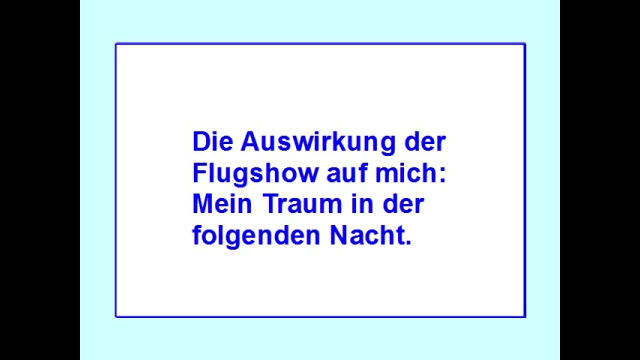 Die Auswirkung der
Flugshow auf mich:
Mein Traum in der
folgenden Nacht.